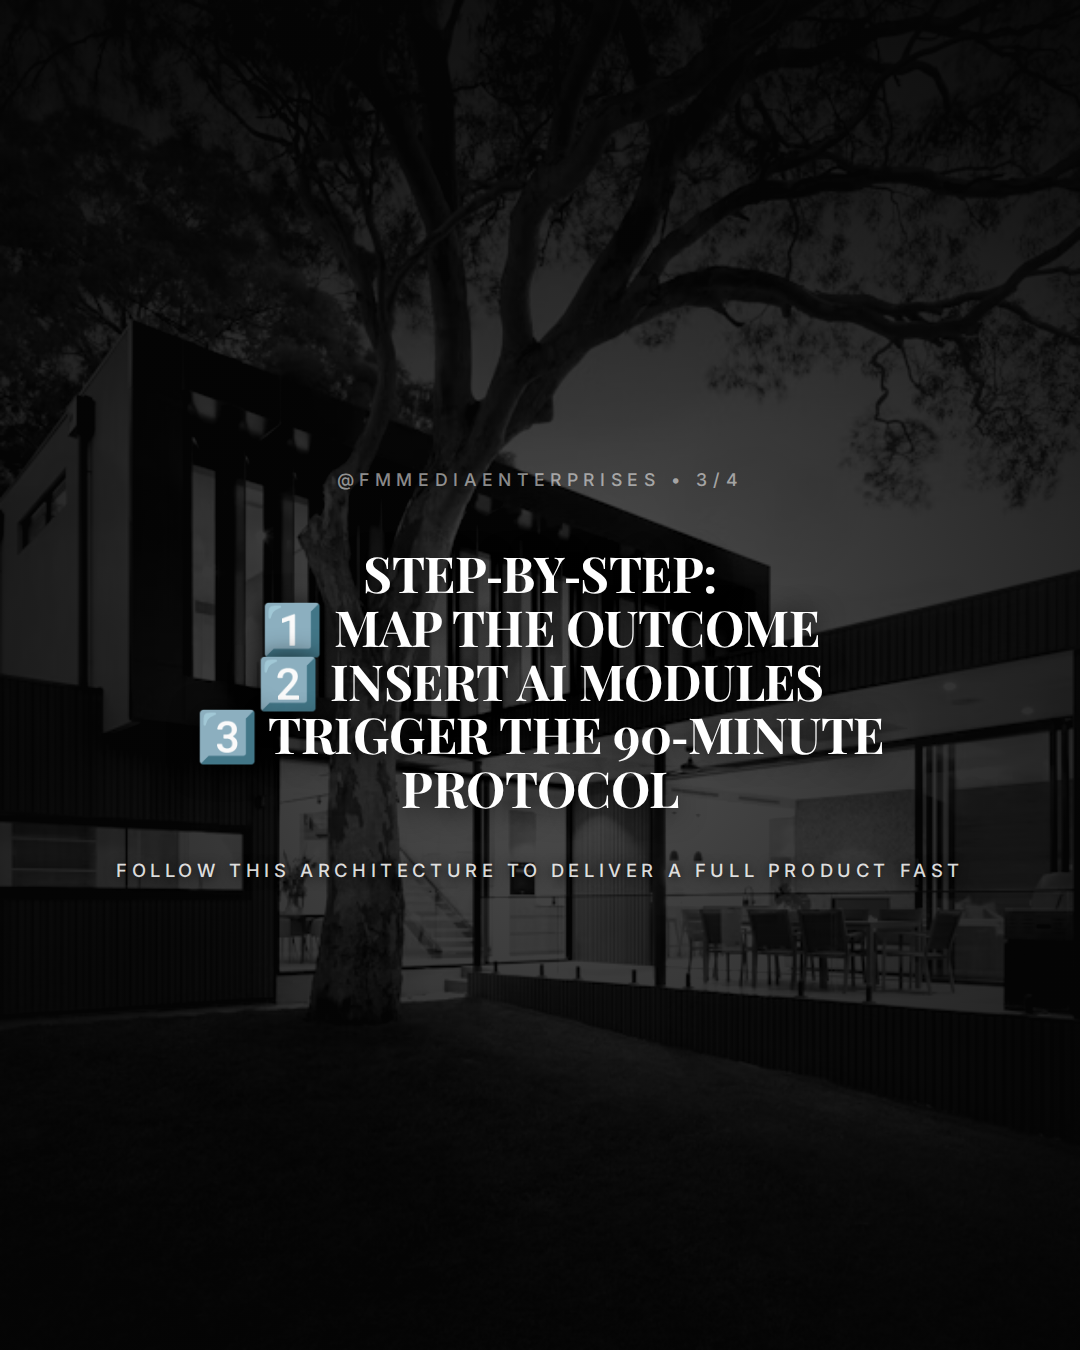 @FMMEDIAENTERPRISES • 3/4
STEP-BY-STEP:
1️⃣ MAP THE OUTCOME
2️⃣ INSERT AI MODULES
3️⃣ TRIGGER THE 90-MINUTE
PROTOCOL
FOLLOW THIS ARCHITECTURE TO DELIVER A FULL PRODUCT FAST